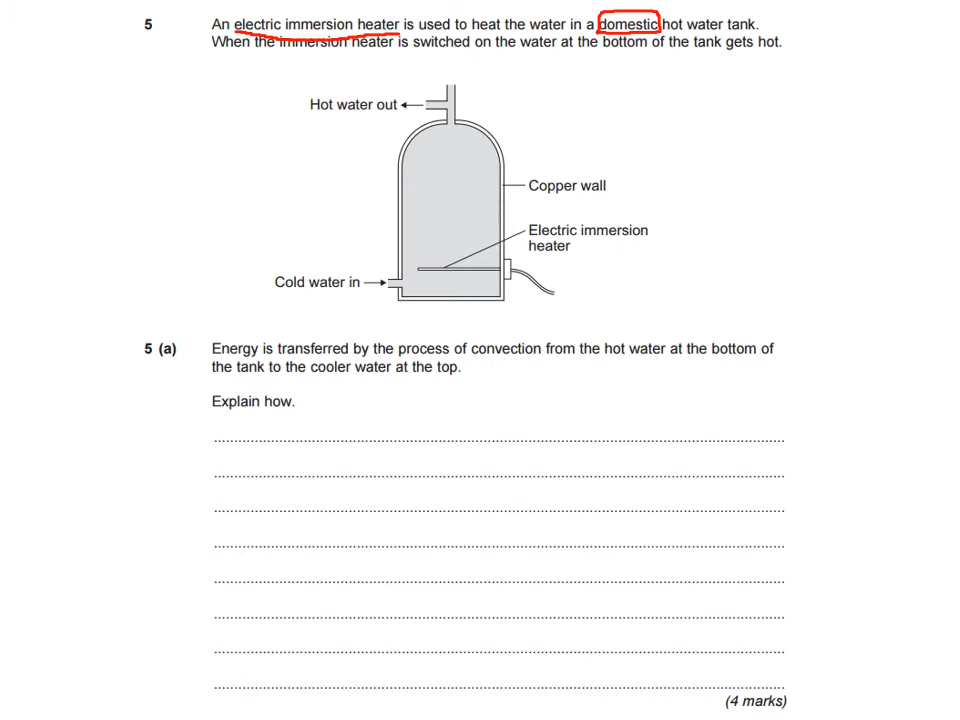 5 An electric immersion heater is used to heat the water in a domestic hot water tank.
When the immersion heater is switched on the water at the bottom of the tank gets hot.
Hot water out
Copper wall
Electric immersion
heater
Cold water in
5 (a) Energy is transferred by the process of convection from the hot water at the bottom of
the tank to the cooler water at the top.
Explain how.
(4 marks)